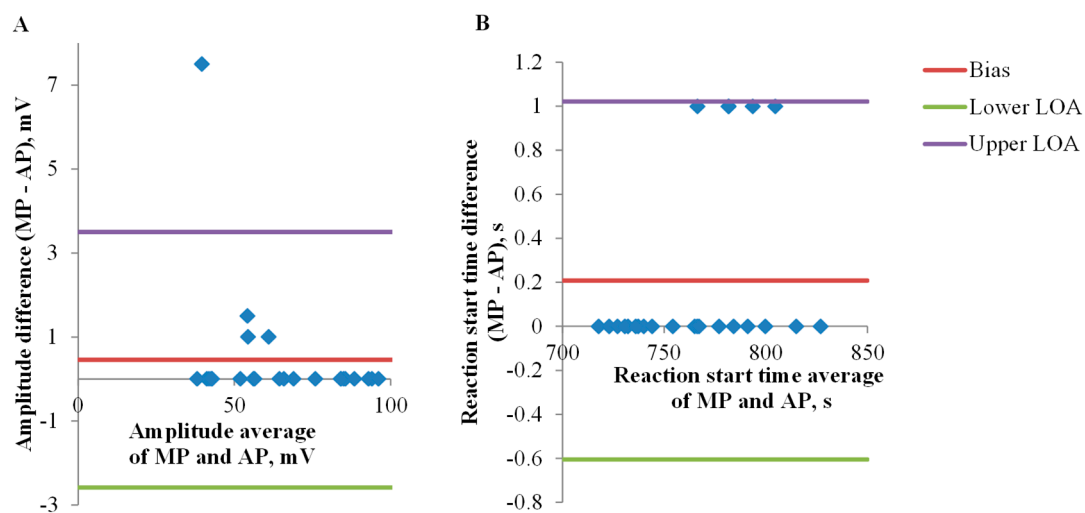 A
Amplitude difference (MP - AP), mV
7
5
3
1
-1
-3
0
50
100
Amplitude average
of MP and AP, mV
B
Reaction start time difference
(MP - AP), s
1.2
1
0.8
0.6
0.4
0.2
0
-0.2
-0.4
-0.6
-0.8
700
750
800
850
Reaction start time average
of MP and AP, s
Bias
Lower LOA
Upper LOA